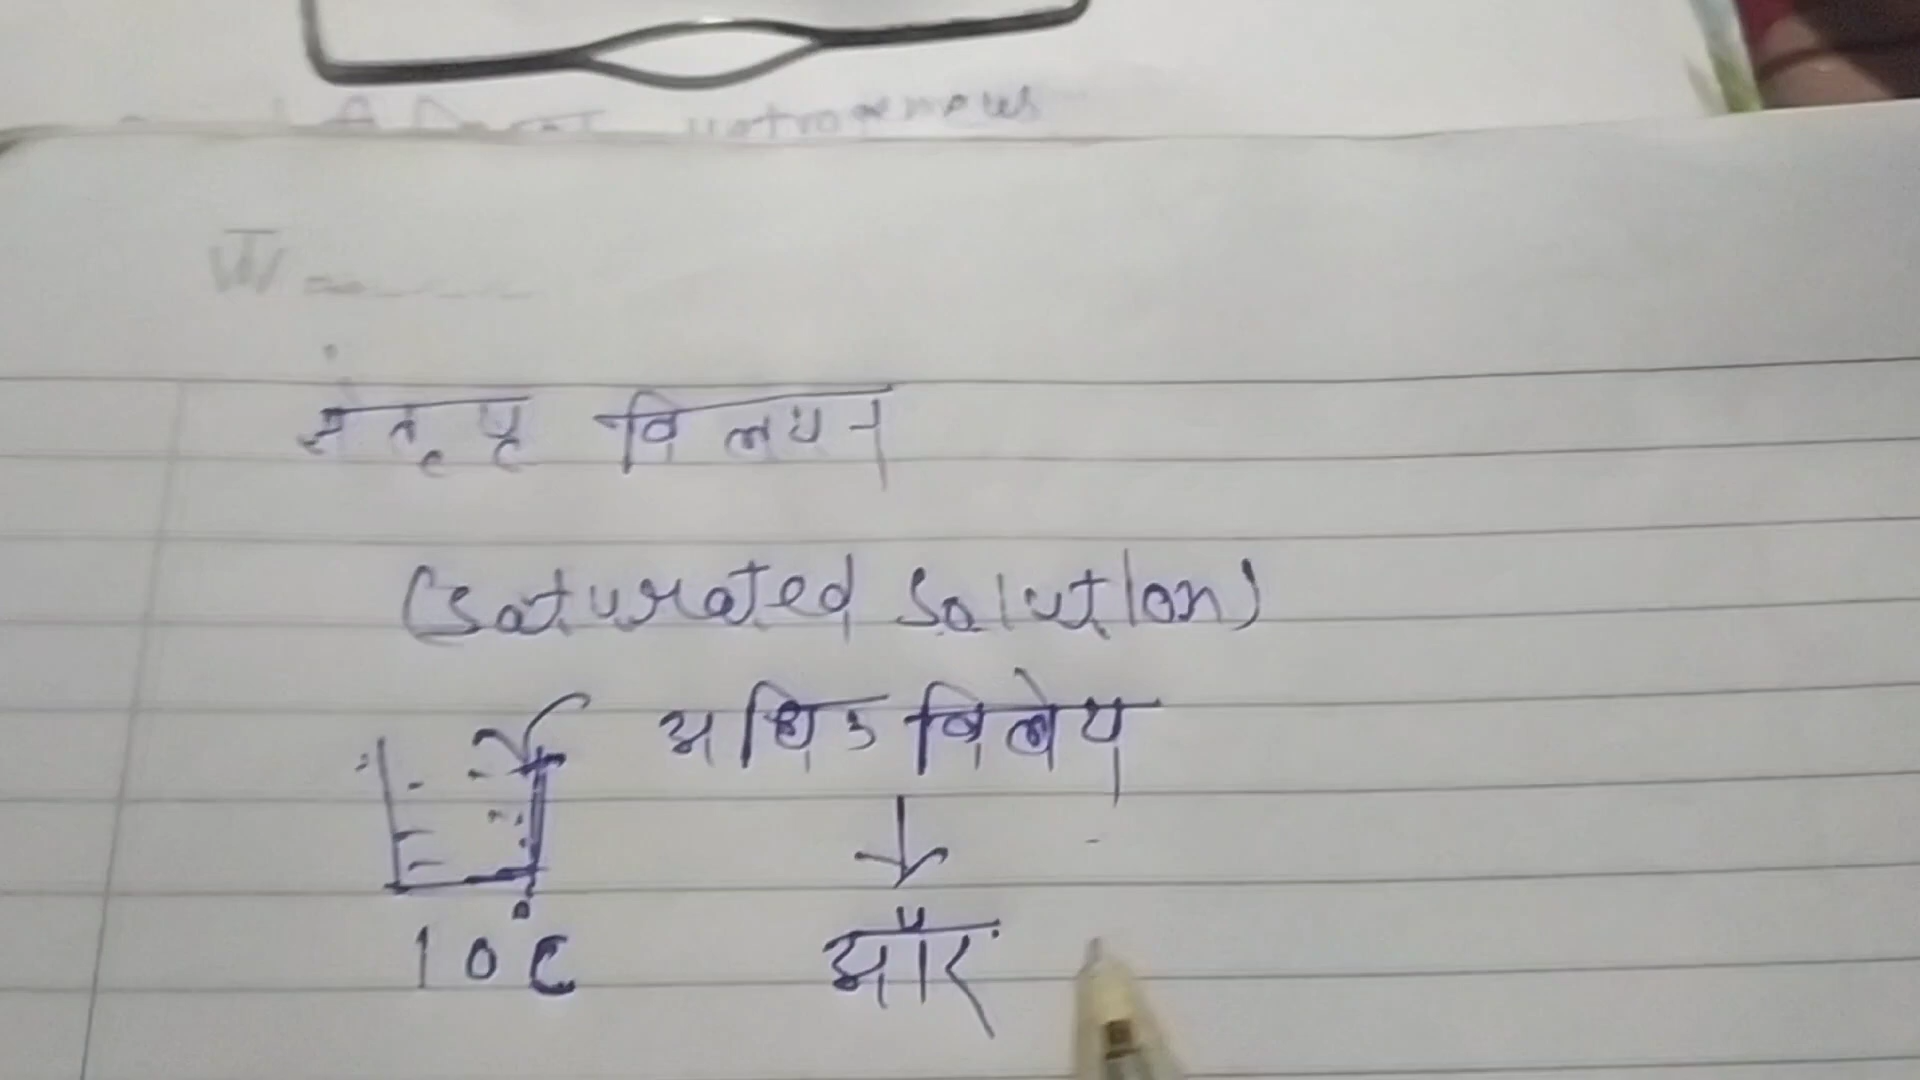 संतृप्त विलयन
(Saturated Solution)
अधिक विलेय
10°C
और